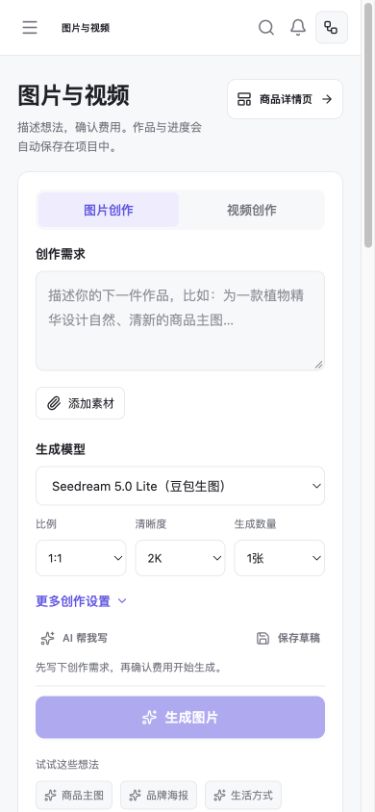 图片与视频
图片与视频
商品详情页
描述想法，确认费用。作品与进度会
自动保存在项目中。
图片创作
视频创作
创作需求
描述你的下一件作品，比如：为一款植物精
华设计自然、清新的商品主图...
添加素材
生成模型
Seedream 5.0 Lite（豆包生图）
比例
清晰度
生成数量
1:1
2K
1张
更多创作设置
AI 帮我写
保存草稿
先写下创作需求，再确认费用开始生成。
生成图片
试试这些想法
商品主图
品牌海报
生活方式